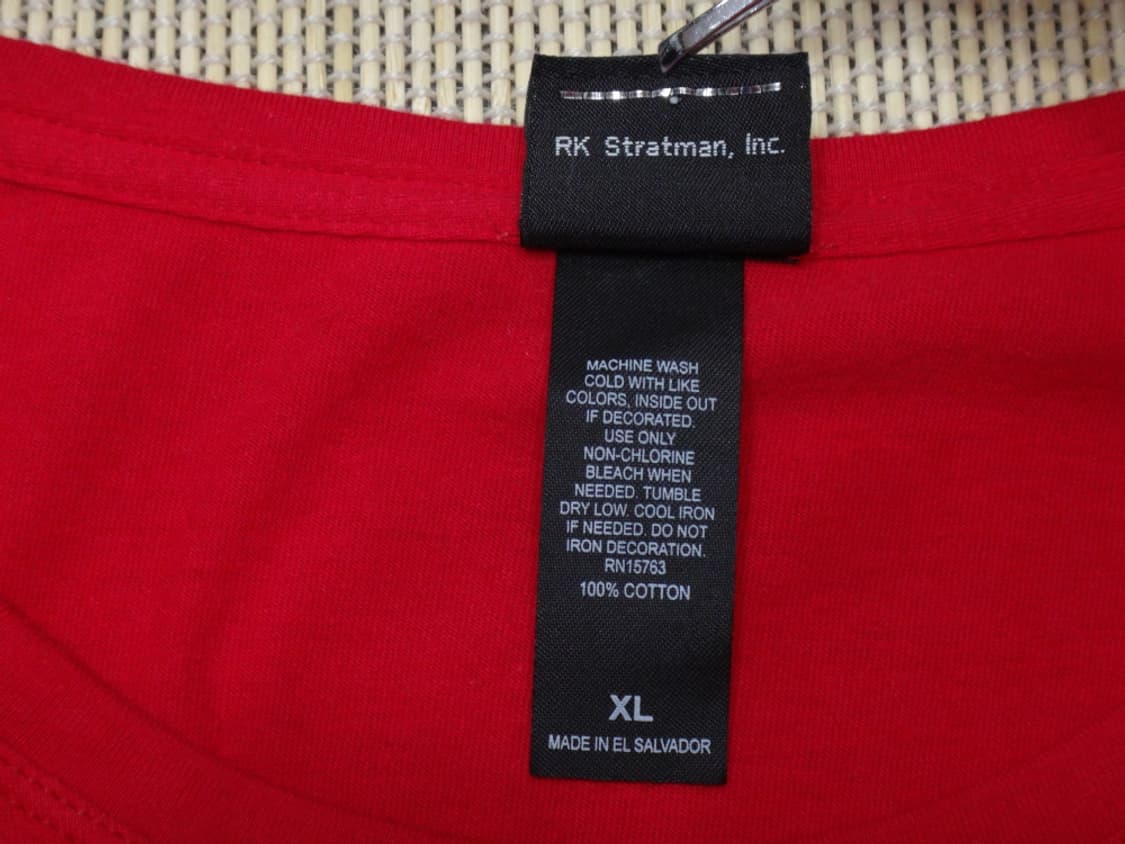 RK Stratman, Inc.
MACHINE WASH
COLD WITH LIKE
COLORS, INSIDE OUT
IF DECORATED.
USE ONLY
NON-CHLORINE
BLEACH WHEN
NEEDED. TUMBLE
DRY LOW. COOL IRON
IF NEEDED. DO NOT
IRON DECORATION.
RN15763
100% COTTON
XL
MADE IN EL SALVADOR